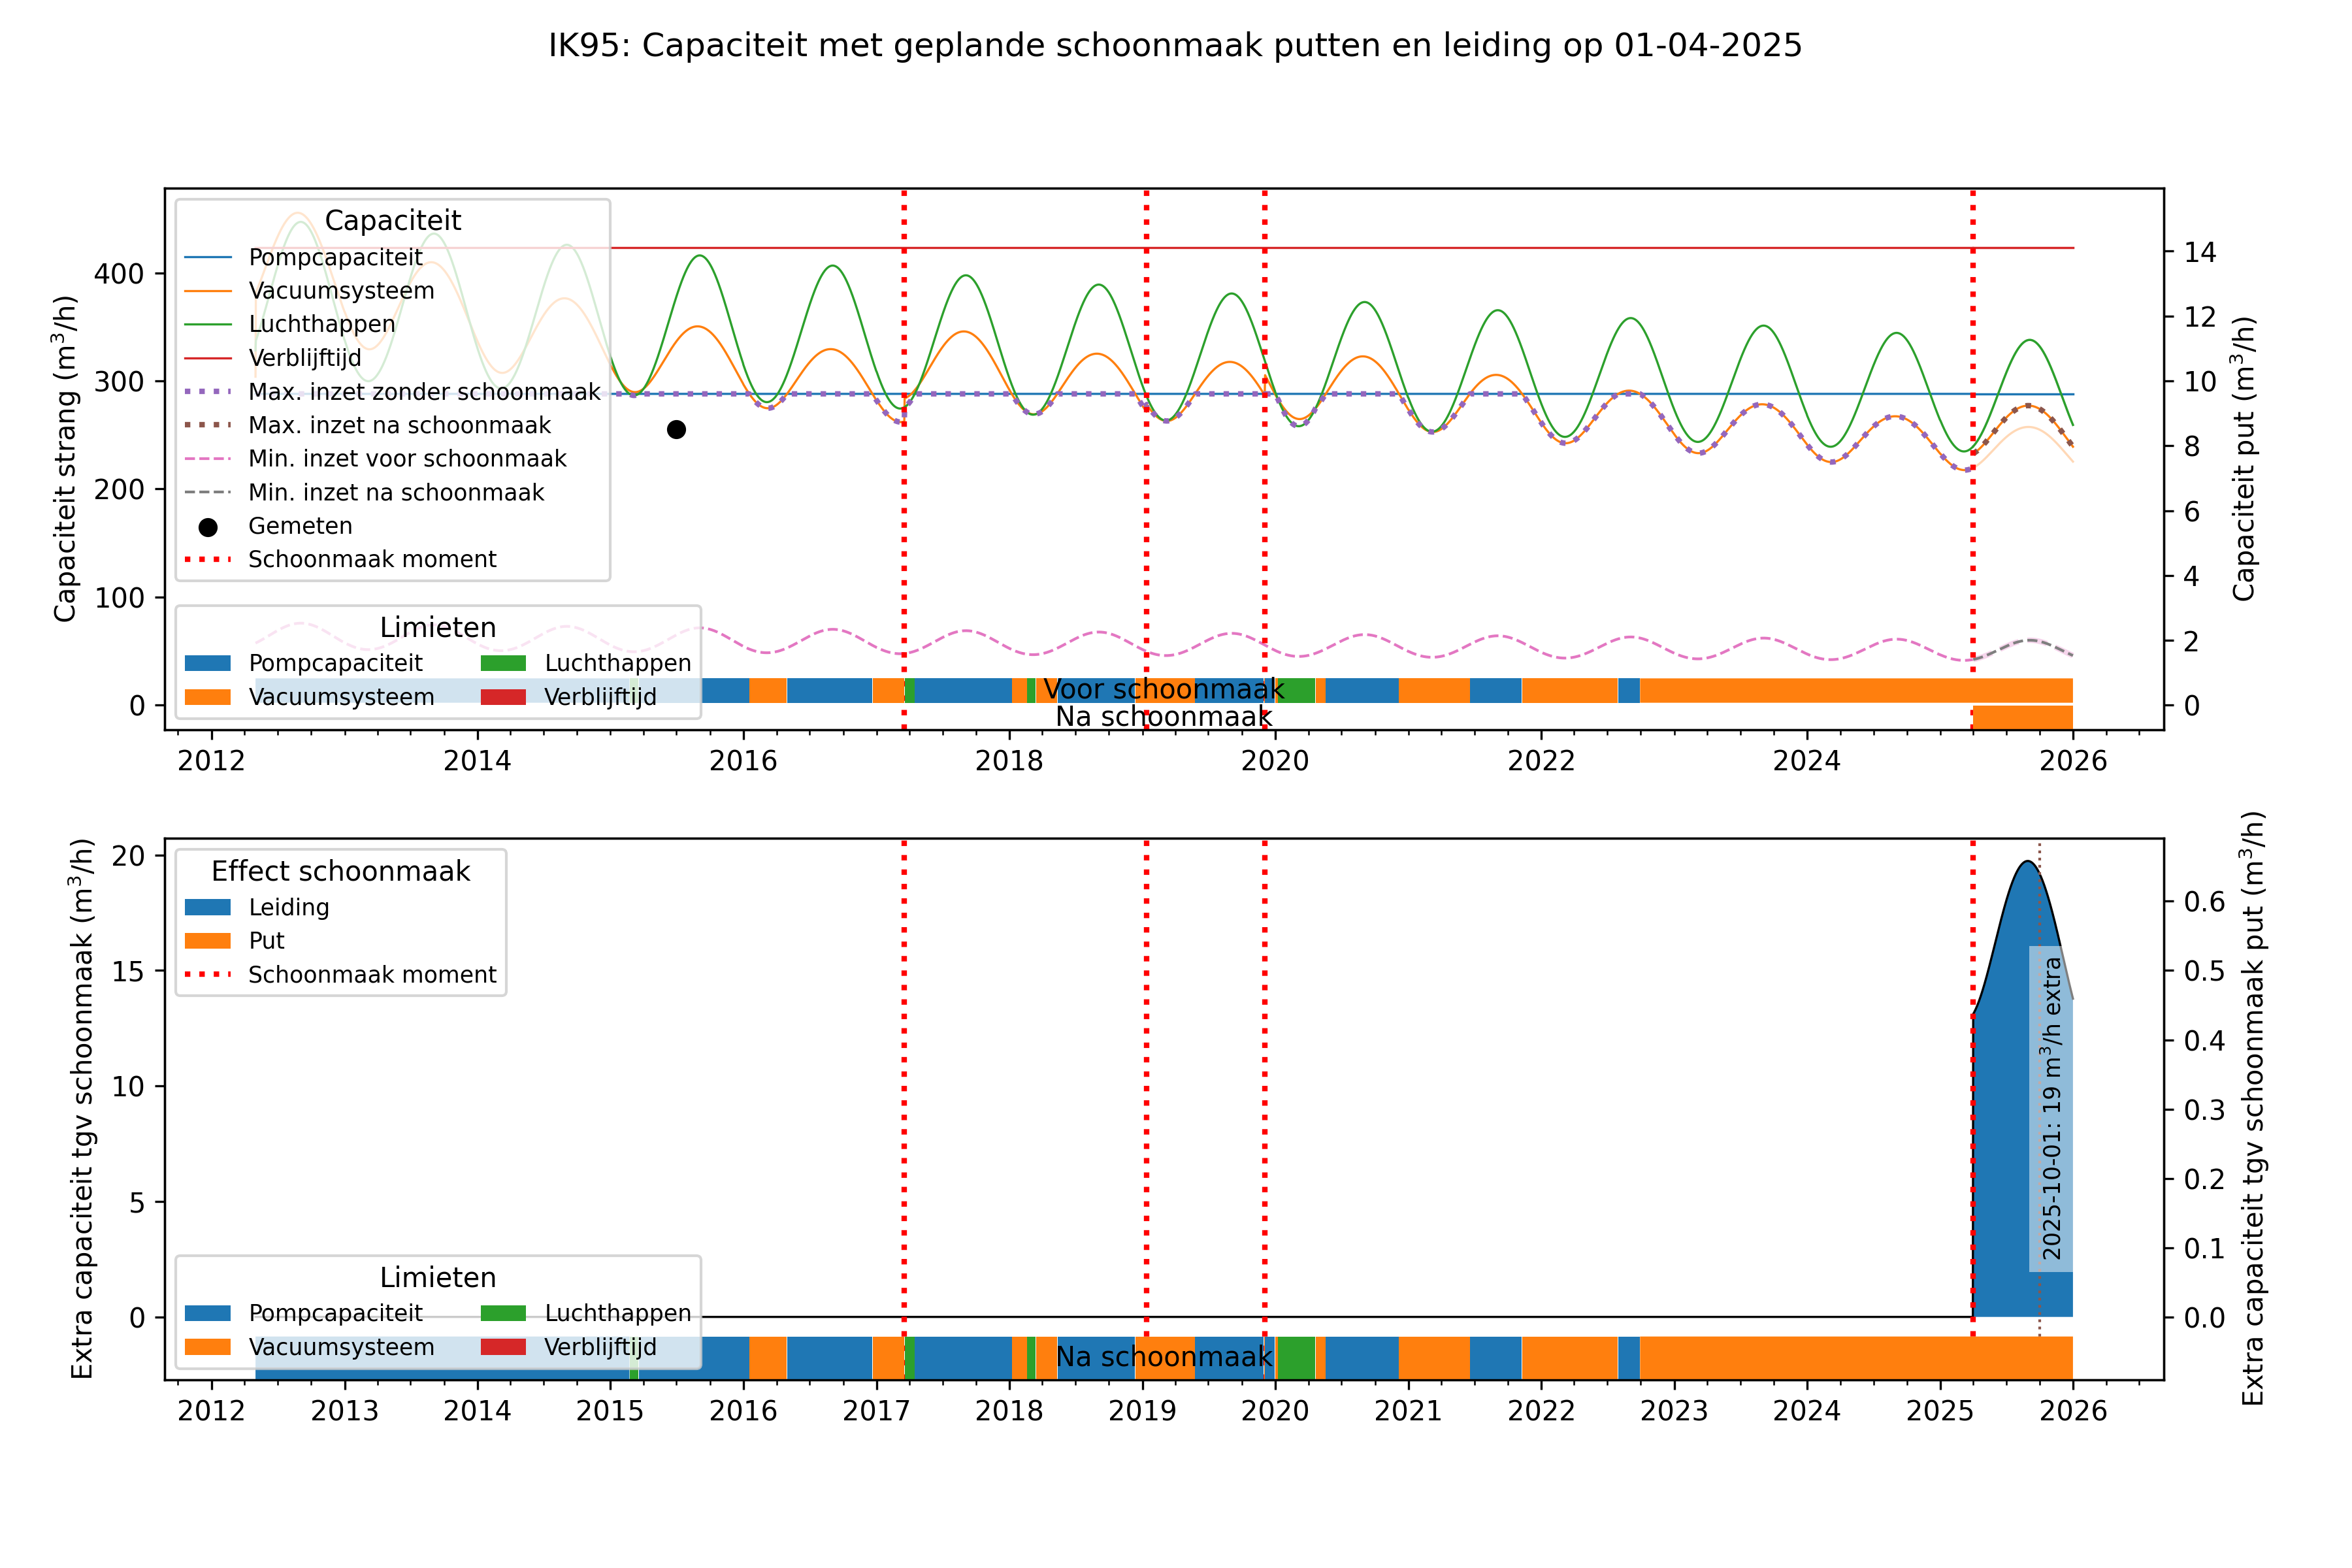 IK95: Capaciteit met geplande schoonmaak putten en leiding op 01-04-2025
Capaciteit strang (m³/h)
400
300
200
100
0
Capaciteit
Pompcapaciteit
Vacuumsysteem
Luchthappen
Verblijftijd
Max. inzet zonder schoonmaak
Max. inzet na schoonmaak
Min. inzet voor schoonmaak
Min. inzet na schoonmaak
Gemeten
Schoonmaak moment
Limieten
Pompcapaciteit Luchthappen
Vacuumsysteem Verblijftijd
Voor schoonmaak
Na schoonmaak
14
12
10
8
6
4
2
0
Capaciteit put (m³/h)
2012 2014 2016 2018 2020 2022 2024 2026
Extra capaciteit tgv schoonmaak (m³/h)
20
15
10
5
0
Effect schoonmaak
Leiding
Put
Schoonmaak moment
Limieten
Pompcapaciteit Luchthappen
Vacuumsysteem Verblijftijd
Na schoonmaak
2025-10-01: 19 m³/h extra
0.6
0.5
0.4
0.3
0.2
0.1
0.0
Extra capaciteit tgv schoonmaak put (m³/h)
2012 2013 2014 2015 2016 2017 2018 2019 2020 2021 2022 2023 2024 2025 2026